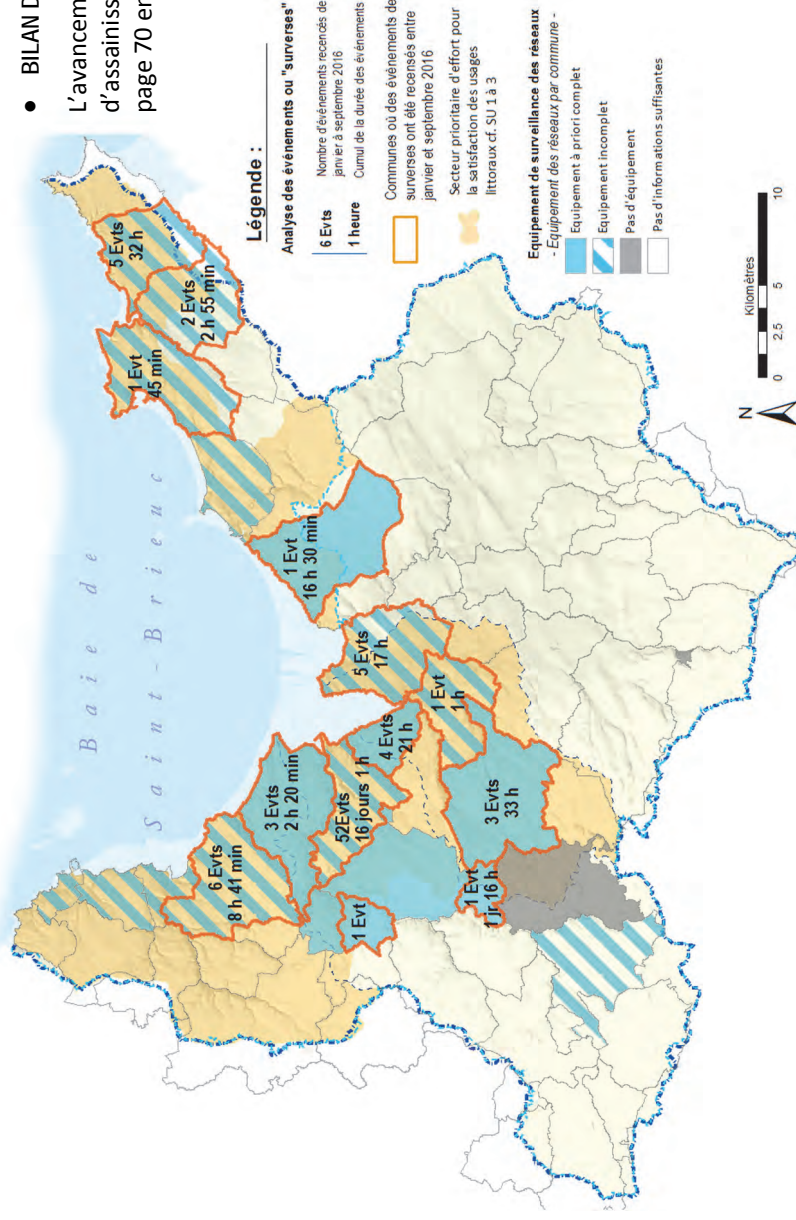 • BILAN D
L'avancem
d'assainiss
page 70 en
Légende :
Analyse des événements ou "surverses"
6 Evts
Nombre d'événements recencés de
janvier à septembre 2016
1 heure
Cumul de la durée des événements
Communes où des événements de
surverses ont été recensés entre
janvier et septembre 2016
Secteur prioritaire d'effort pour
la satisfaction des usages
littoraux cf. SU 1 à 3
Equipement de surveillance des réseaux
- Equipement des réseaux par commune -
Equipement à priori complet
Equipement incomplet
Pas d'équipement
Pas d'informations suffisantes
Baie de
Saint-Brieuc
5 Evts
32 h
2 Evts
2 h 55 min
1 Evt
45 min
1 Evt
16 h 30 min
5 Evts
17 h
1 Evt
1 h
4 Evts
21 h
3 Evts
2 h 20 min
52Evts
16 jours 1 h
6 Evts
8 h 41 min
3 Evts
33 h
1 Evt
1 jr 16 h
1 Evt
N
Kilomètres
0 2,5 5 10